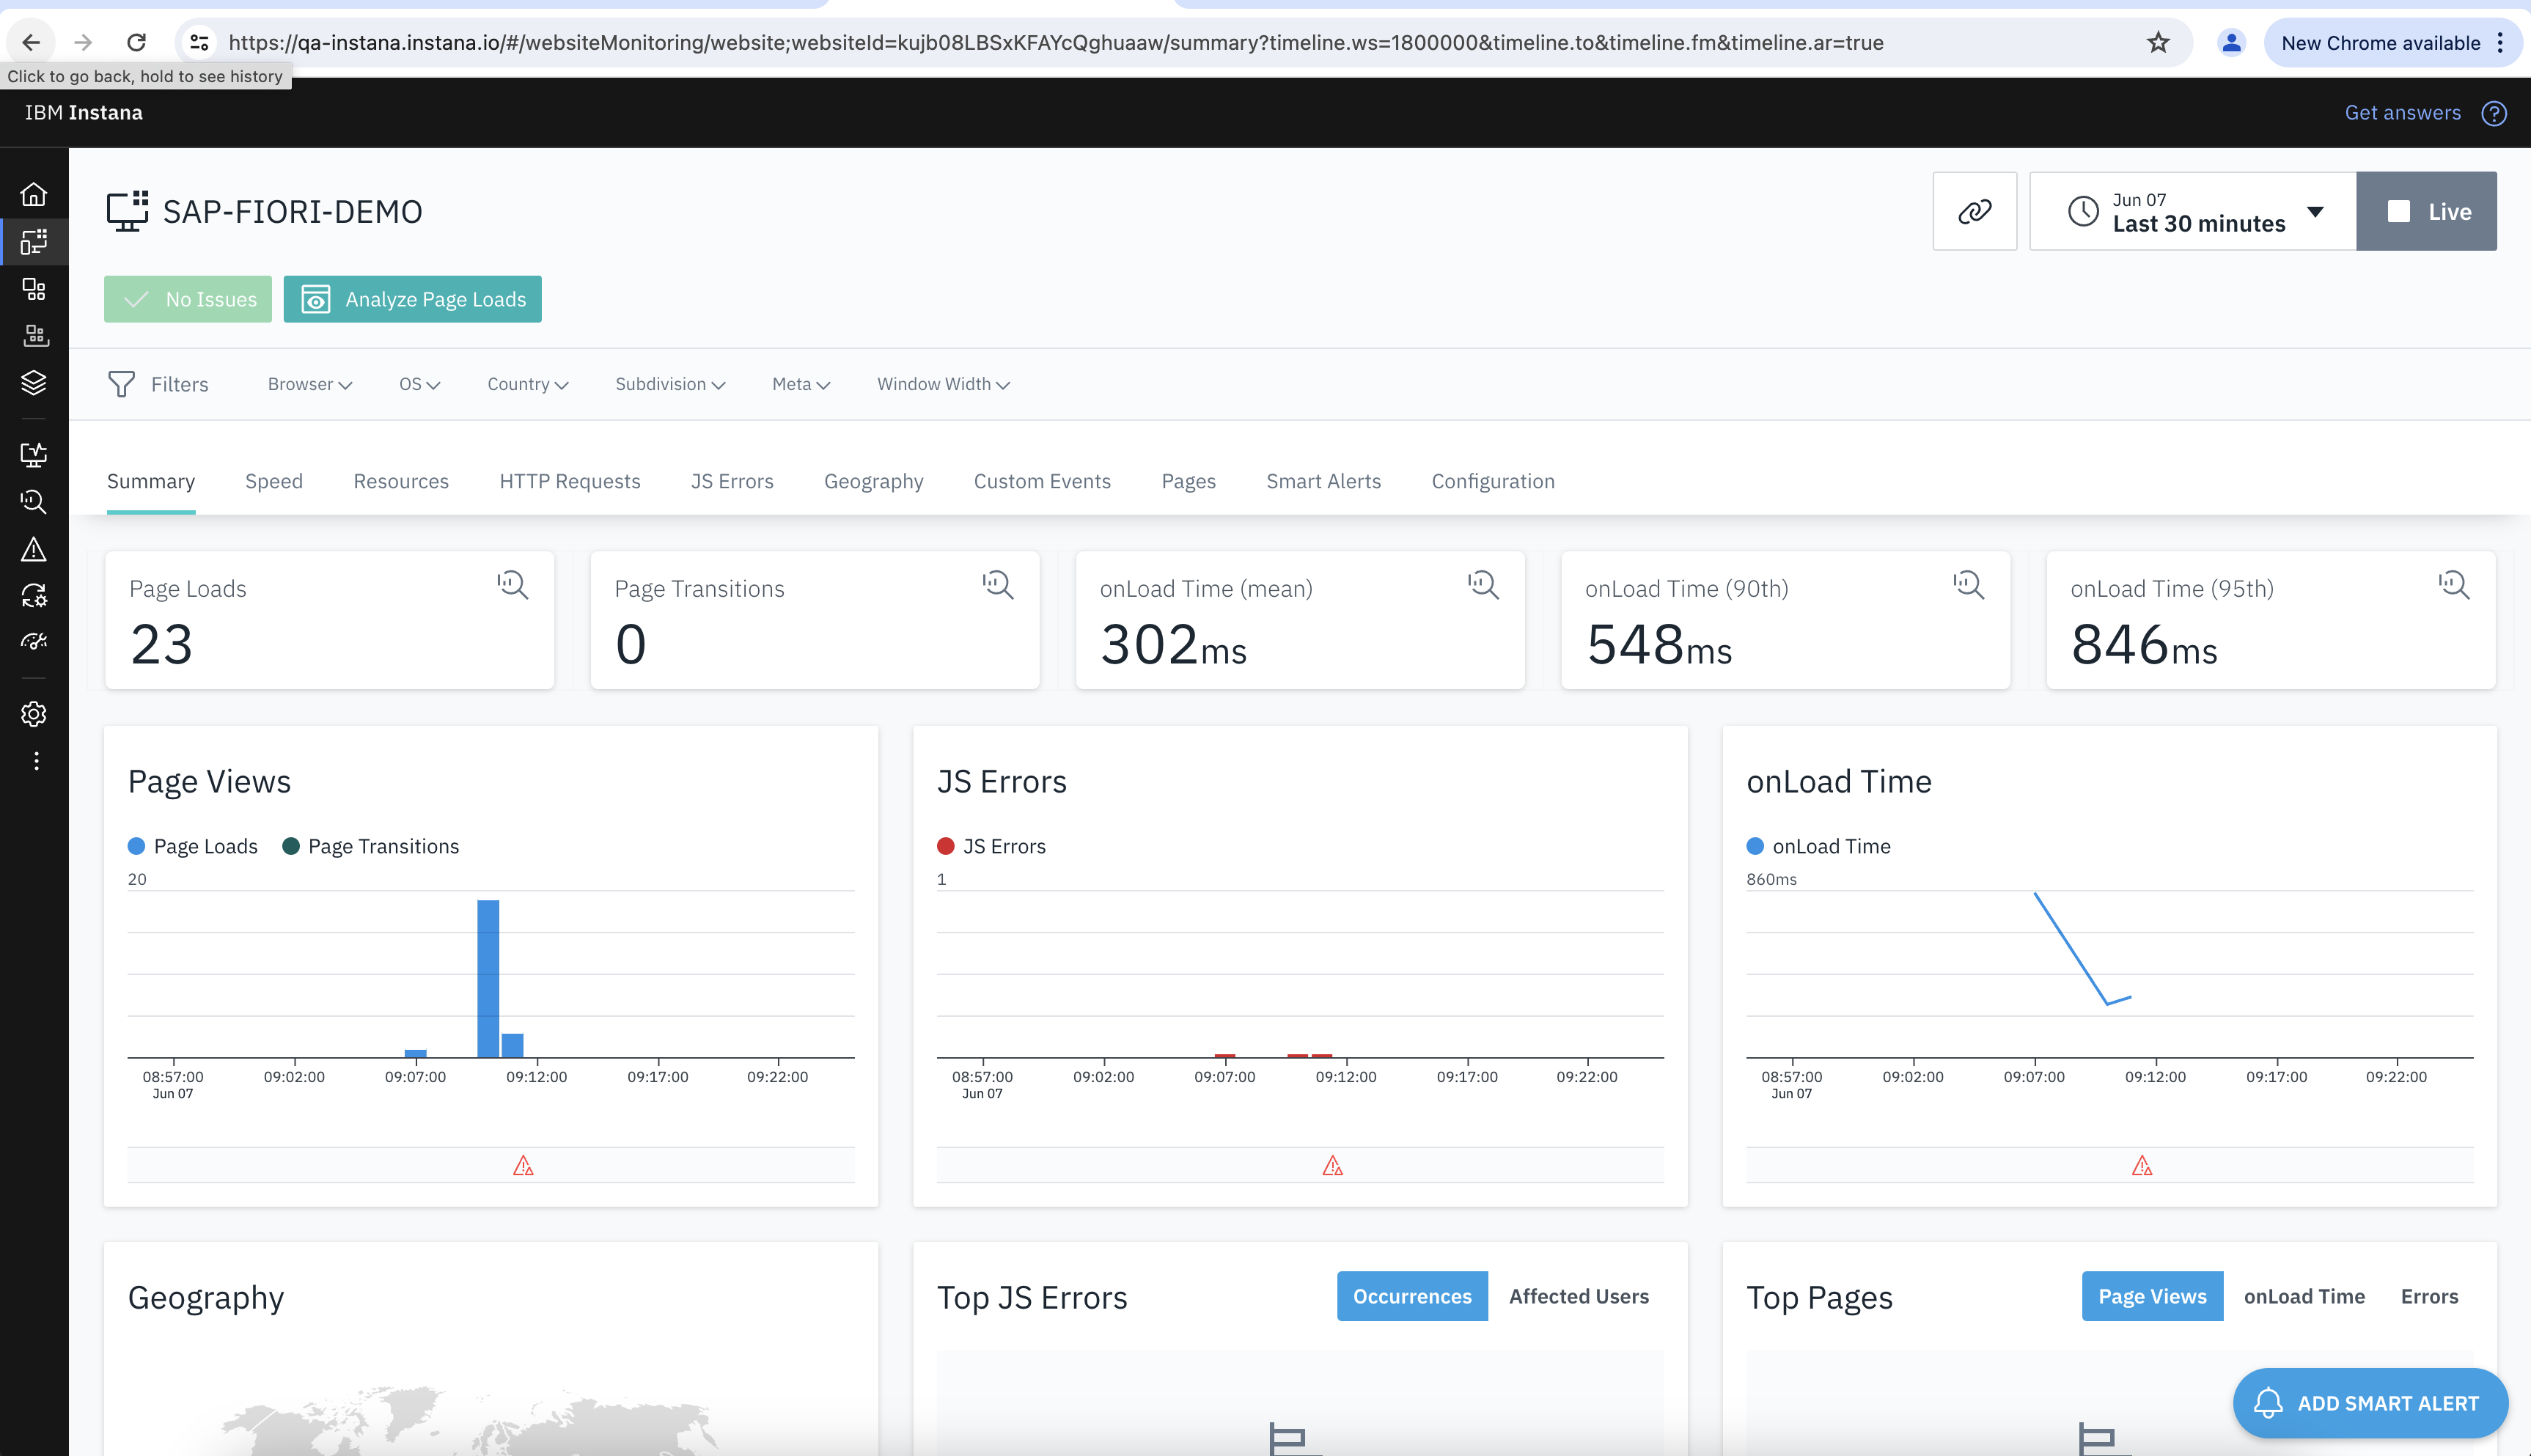 https://qa-instana.instana.io/#/websiteMonitoring/website;websiteId=kujb08LBSxKFAYcQghuaaw/summary?timeline.ws=1800000&timeline.to&timeline.fm&timeline.ar=true
New Chrome available
Click to go back, hold to see history
IBM Instana
Get answers
SAP-FIORI-DEMO
Jun 07
Last 30 minutes
Live
No Issues
Analyze Page Loads
Filters Browser OS Country Subdivision Meta Window Width
Summary Speed Resources HTTP Requests JS Errors Geography Custom Events Pages Smart Alerts Configuration
Page Loads
23
Page Transitions
0
onLoad Time (mean)
302ms
onLoad Time (90th)
548ms
onLoad Time (95th)
846ms
Page Views
Page Loads Page Transitions
20
08:57:00 09:02:00 09:07:00 09:12:00 09:17:00 09:22:00
Jun 07
JS Errors
JS Errors
1
08:57:00 09:02:00 09:07:00 09:12:00 09:17:00 09:22:00
Jun 07
onLoad Time
onLoad Time
860ms
08:57:00 09:02:00 09:07:00 09:12:00 09:17:00 09:22:00
Jun 07
Geography
Top JS Errors
Occurrences Affected Users
Top Pages
Page Views onLoad Time Errors
ADD SMART ALERT